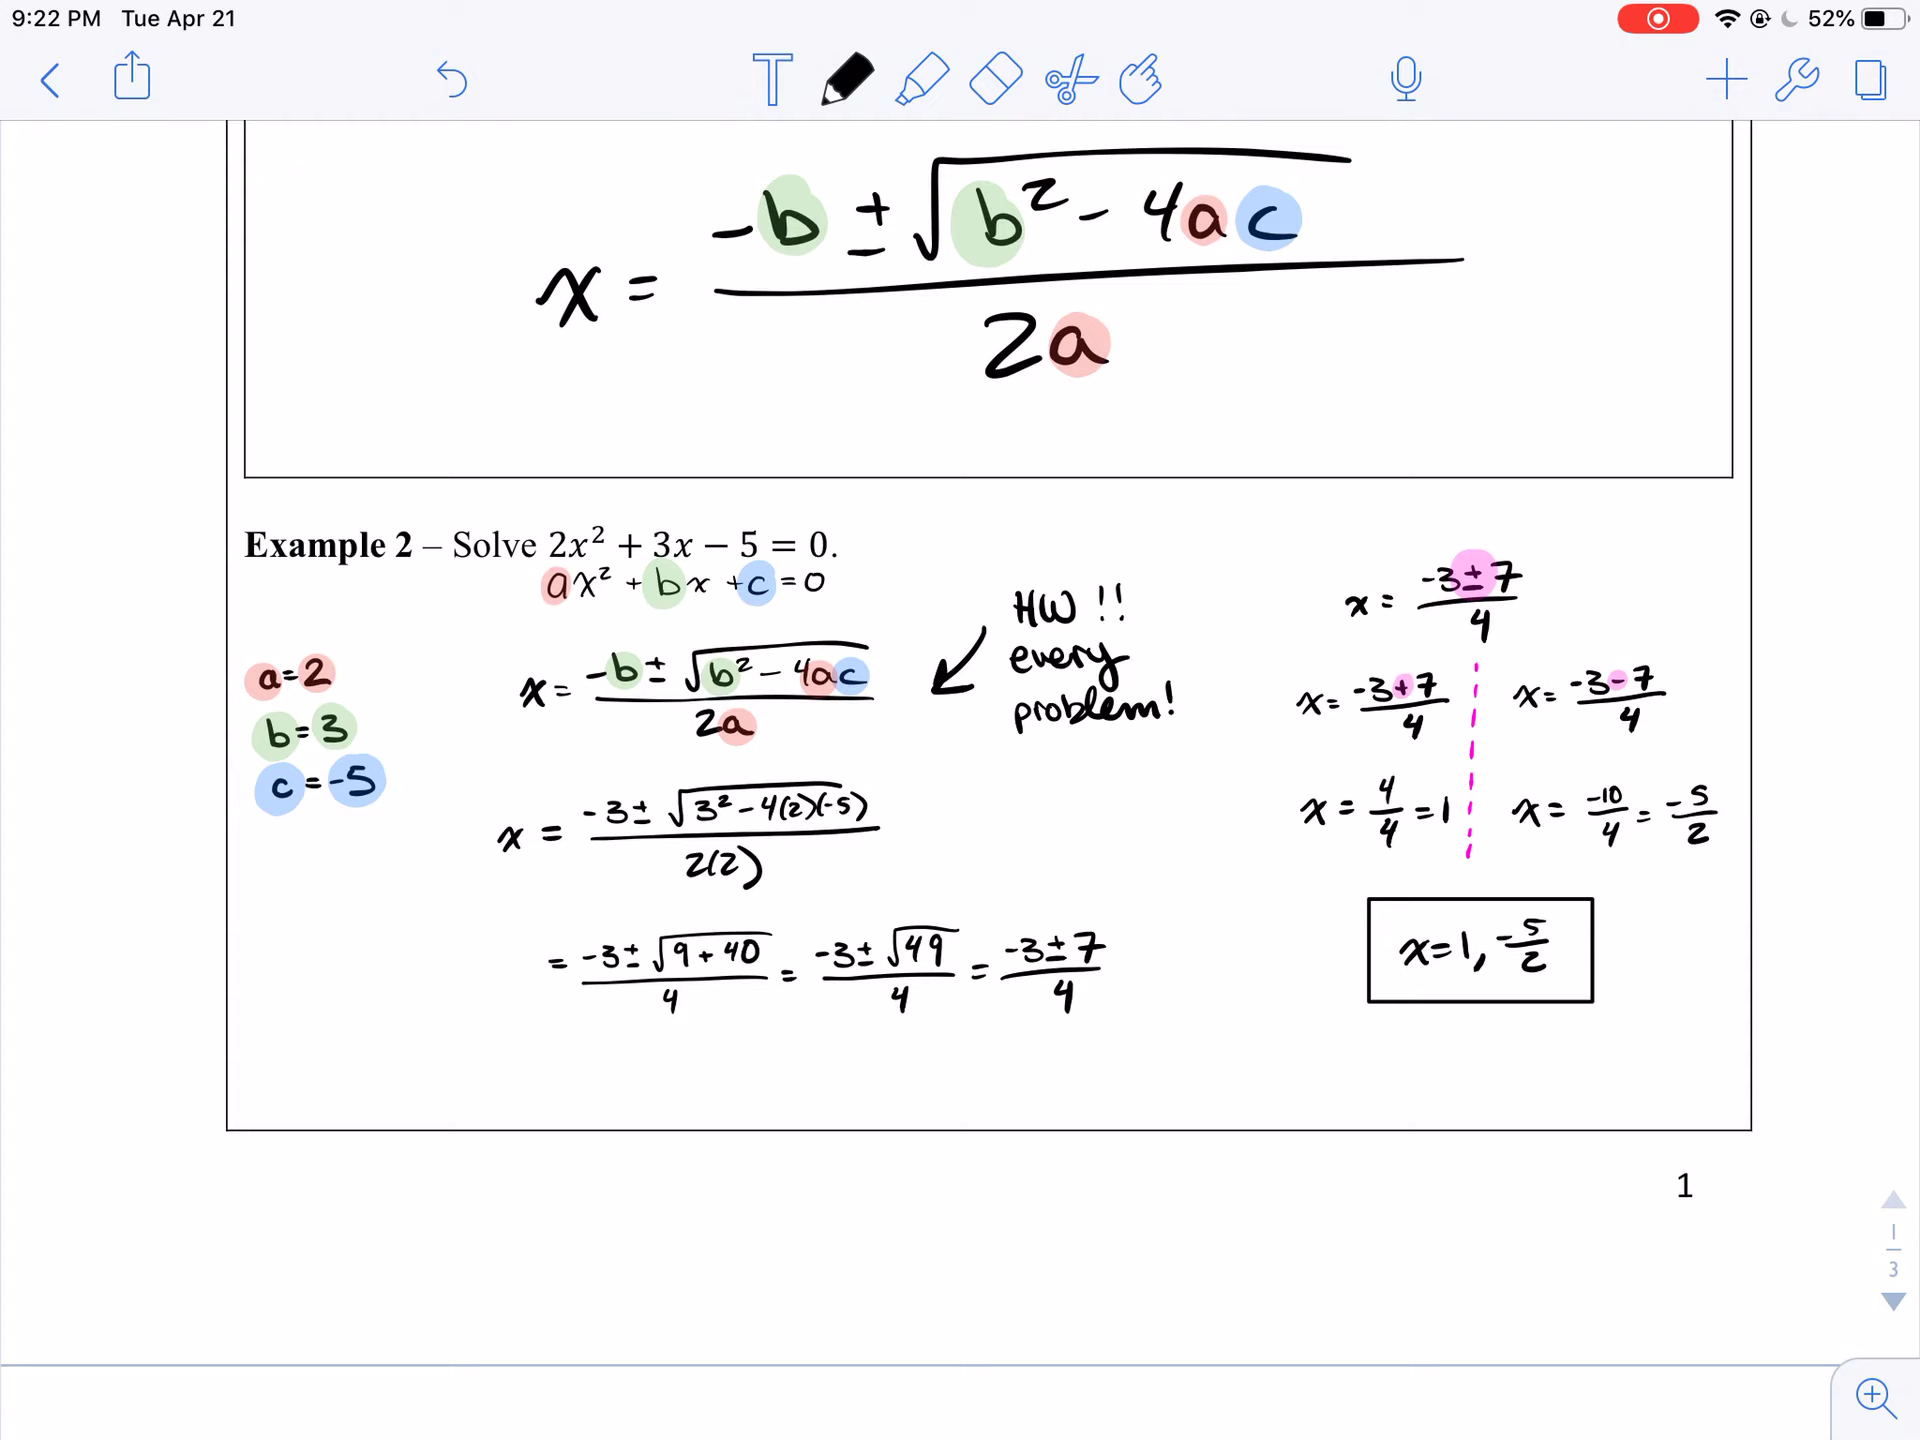 9:22 PM Tue Apr 21 52%
T
x = (-b ± √(b² - 4ac)) / 2a
Example 2 – Solve 2x² + 3x − 5 = 0.
ax² + bx + c = 0
a=2
b=3
c=-5
x = (-b ± √(b² - 4ac)) / 2a
HW !!
every
problem!
x = (-3 ± √(3² - 4(2)(-5))) / 2(2)
= (-3 ± √(9 + 40)) / 4 = (-3 ± √49) / 4 = (-3 ± 7) / 4
x = (-3 ± 7) / 4
x = (-3 + 7) / 4
x = 4/4 = 1
x = (-3 - 7) / 4
x = -10/4 = -5/2
x=1, -5/2
1
1
3